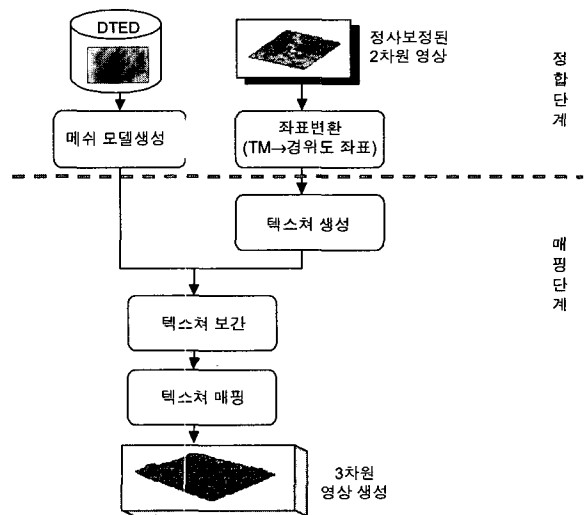 DTED
정사보정된
2차원 영상
정합단계
메쉬 모델생성
좌표변환
(TM→경위도 좌표)
텍스쳐 생성
매핑단계
텍스쳐 보간
텍스쳐 매핑
3차원
영상 생성